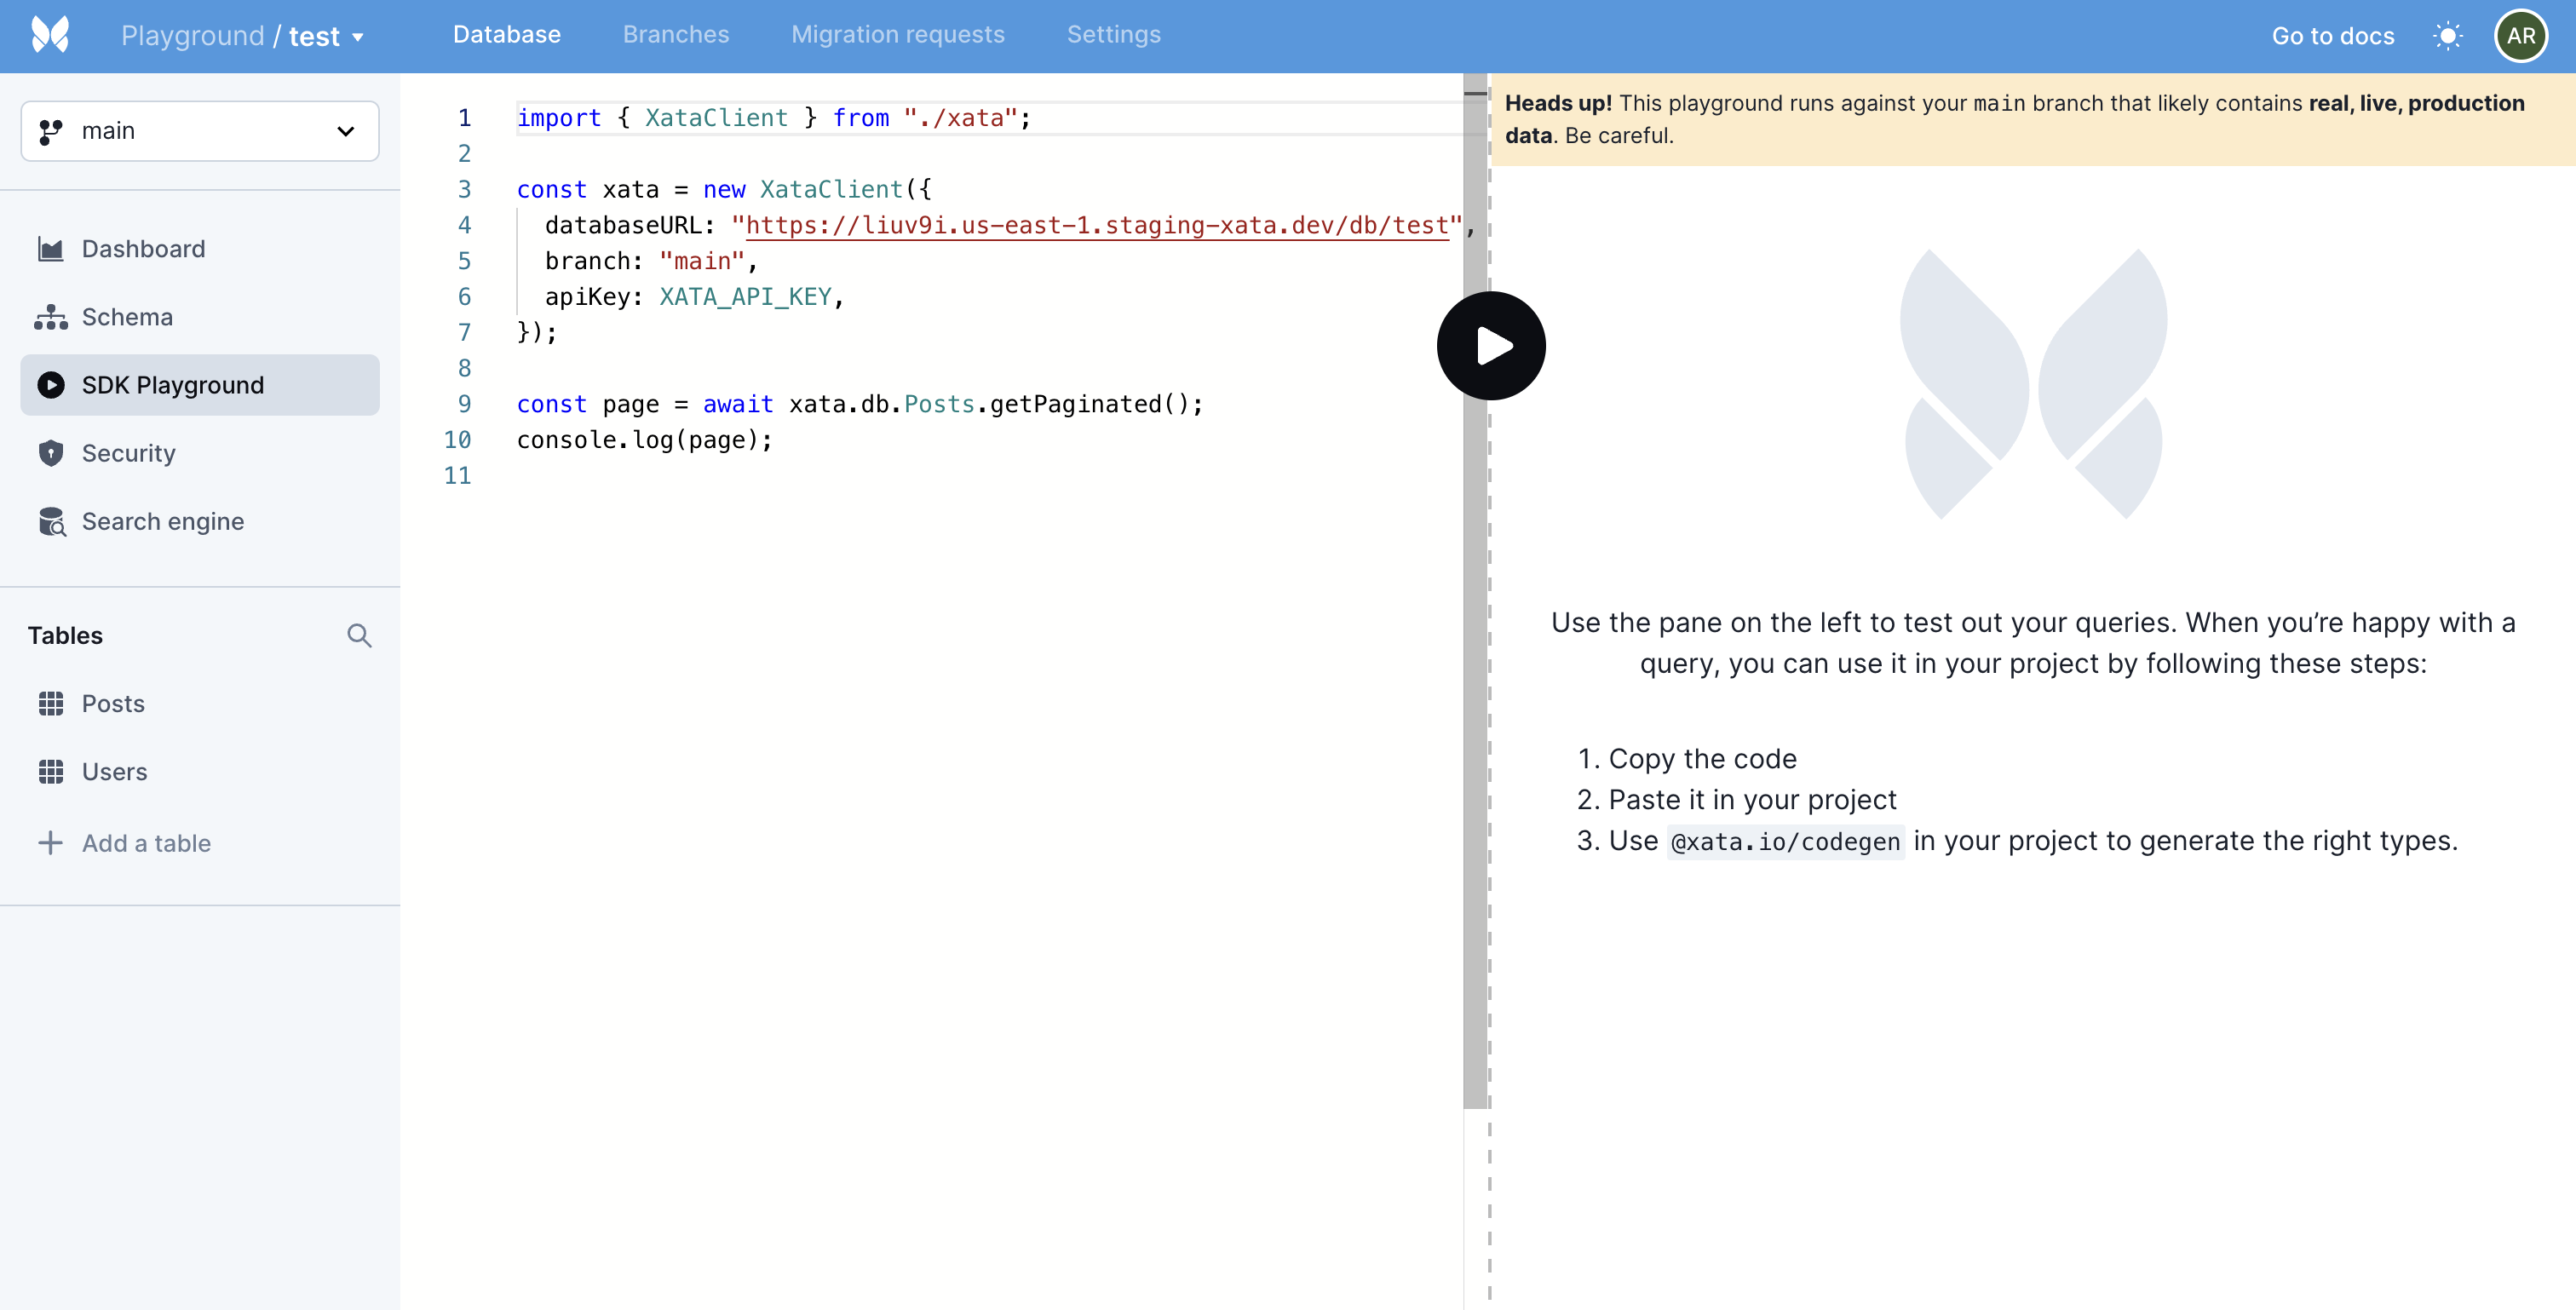 Playground / test
Database
Branches
Migration requests
Settings
Go to docs
AR
main
Dashboard
Schema
SDK Playground
Security
Search engine
Tables
Posts
Users
Add a table
1 import { XataClient } from "./xata";
2
3 const xata = new XataClient({
4 databaseURL: "https://liuv9i.us-east-1.staging-xata.dev/db/test",
5 branch: "main",
6 apiKey: XATA_API_KEY,
7 });
8
9 const page = await xata.db.Posts.getPaginated();
10 console.log(page);
11
Heads up! This playground runs against your main branch that likely contains real, live, production
data. Be careful.
Use the pane on the left to test out your queries. When you’re happy with a
query, you can use it in your project by following these steps:
1. Copy the code
2. Paste it in your project
3. Use @xata.io/codegen in your project to generate the right types.